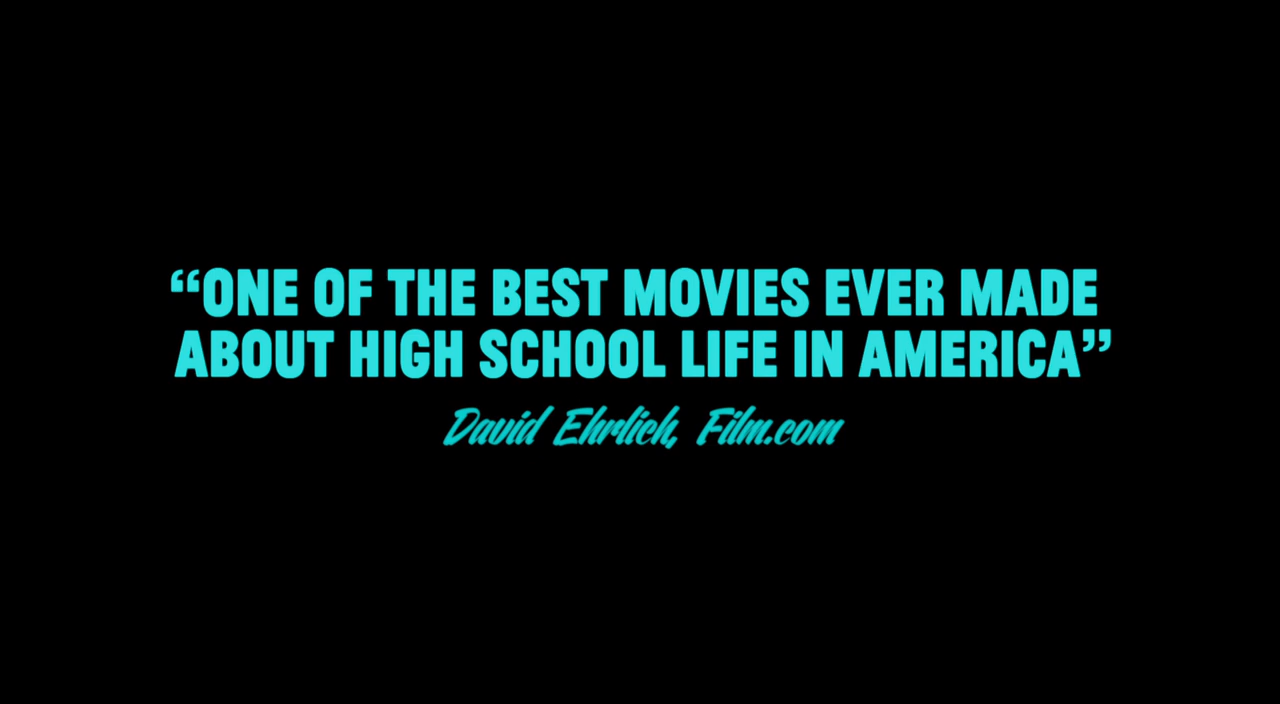 “ONE OF THE BEST MOVIES EVER MADE
ABOUT HIGH SCHOOL LIFE IN AMERICA”
David Ehrlich, Film.com